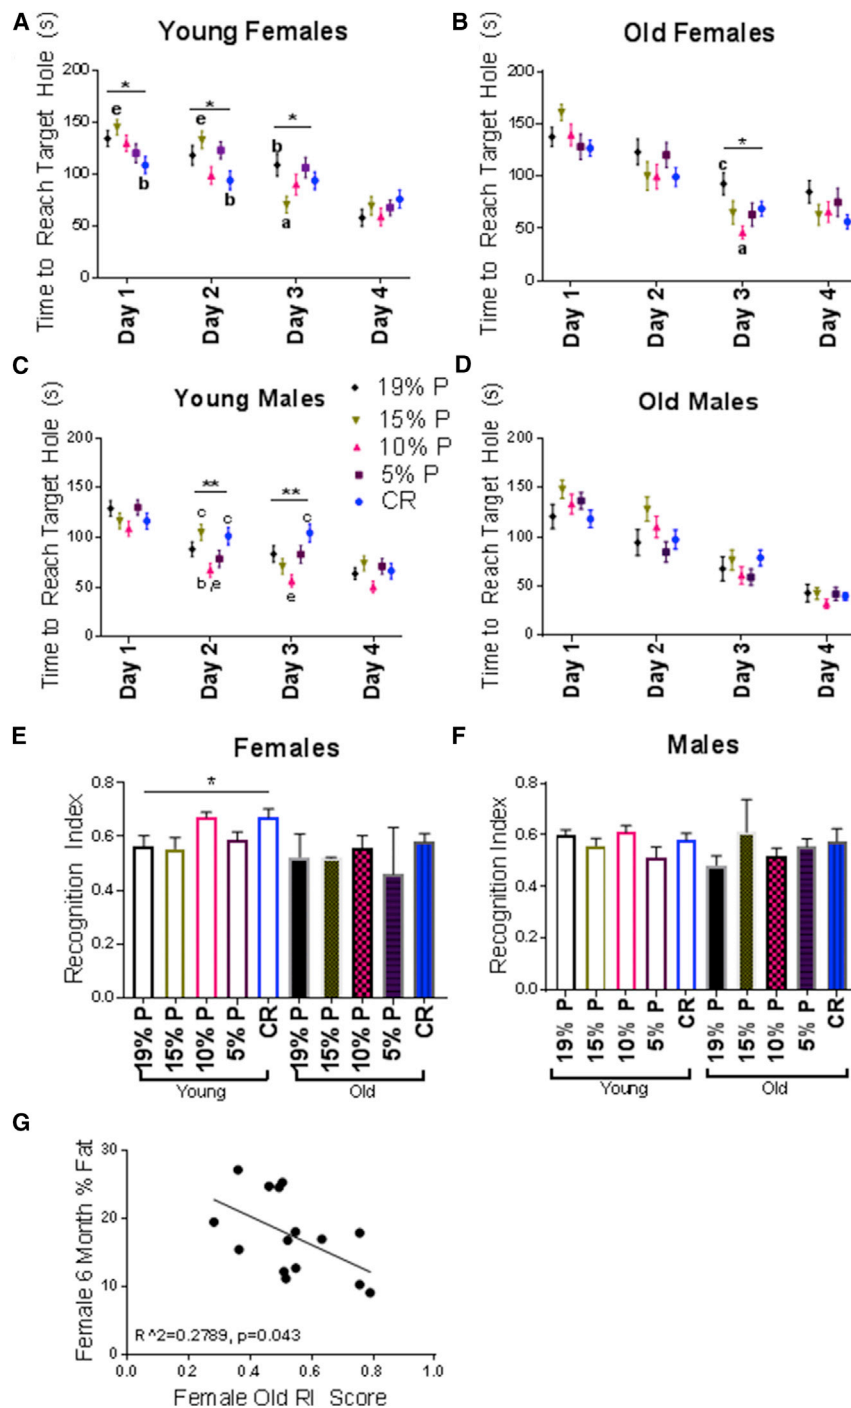 A
Young Females
Time to Reach Target Hole (s)
200
150
100
50
0
*
*
*
e
b
e
b
b
a
Day 1
Day 2
Day 3
Day 4
B
Old Females
Time to Reach Target Hole (s)
200
150
100
50
0
*
c
a
Day 1
Day 2
Day 3
Day 4
C
Young Males
Time to Reach Target Hole (s)
200
150
100
50
0
**
**
c
c
c
b,e
e
Day 1
Day 2
Day 3
Day 4
19% P
15% P
10% P
5% P
CR
D
Old Males
Time to Reach Target Hole (s)
200
150
100
50
0
Day 1
Day 2
Day 3
Day 4
E
Females
Recognition Index
0.8
0.6
0.4
0.2
0.0
*
19% P
15% P
10% P
5% P
CR
19% P
15% P
10% P
5% P
CR
Young
Old
F
Males
Recognition Index
0.8
0.6
0.4
0.2
0.0
19% P
15% P
10% P
5% P
CR
19% P
15% P
10% P
5% P
CR
Young
Old
G
Female 6 Month % Fat
30
20
10
0
R^2=0.2789, p=0.043
0.0
0.2
0.4
0.6
0.8
1.0
Female Old RI Score